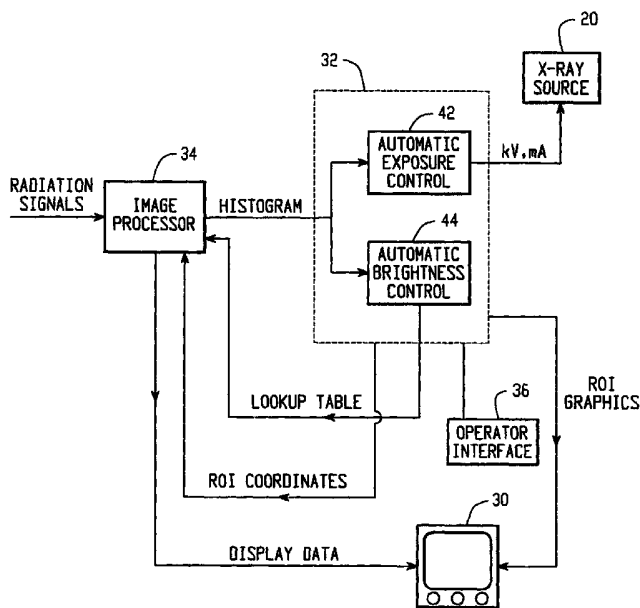 20
X-RAY
SOURCE
32
42
AUTOMATIC
EXPOSURE
CONTROL
kV,mA
34
RADIATION
SIGNALS
IMAGE
PROCESSOR
HISTOGRAM
44
AUTOMATIC
BRIGHTNESS
CONTROL
LOOKUP TABLE
ROI
GRAPHICS
36
OPERATOR
INTERFACE
ROI COORDINATES
30
DISPLAY DATA